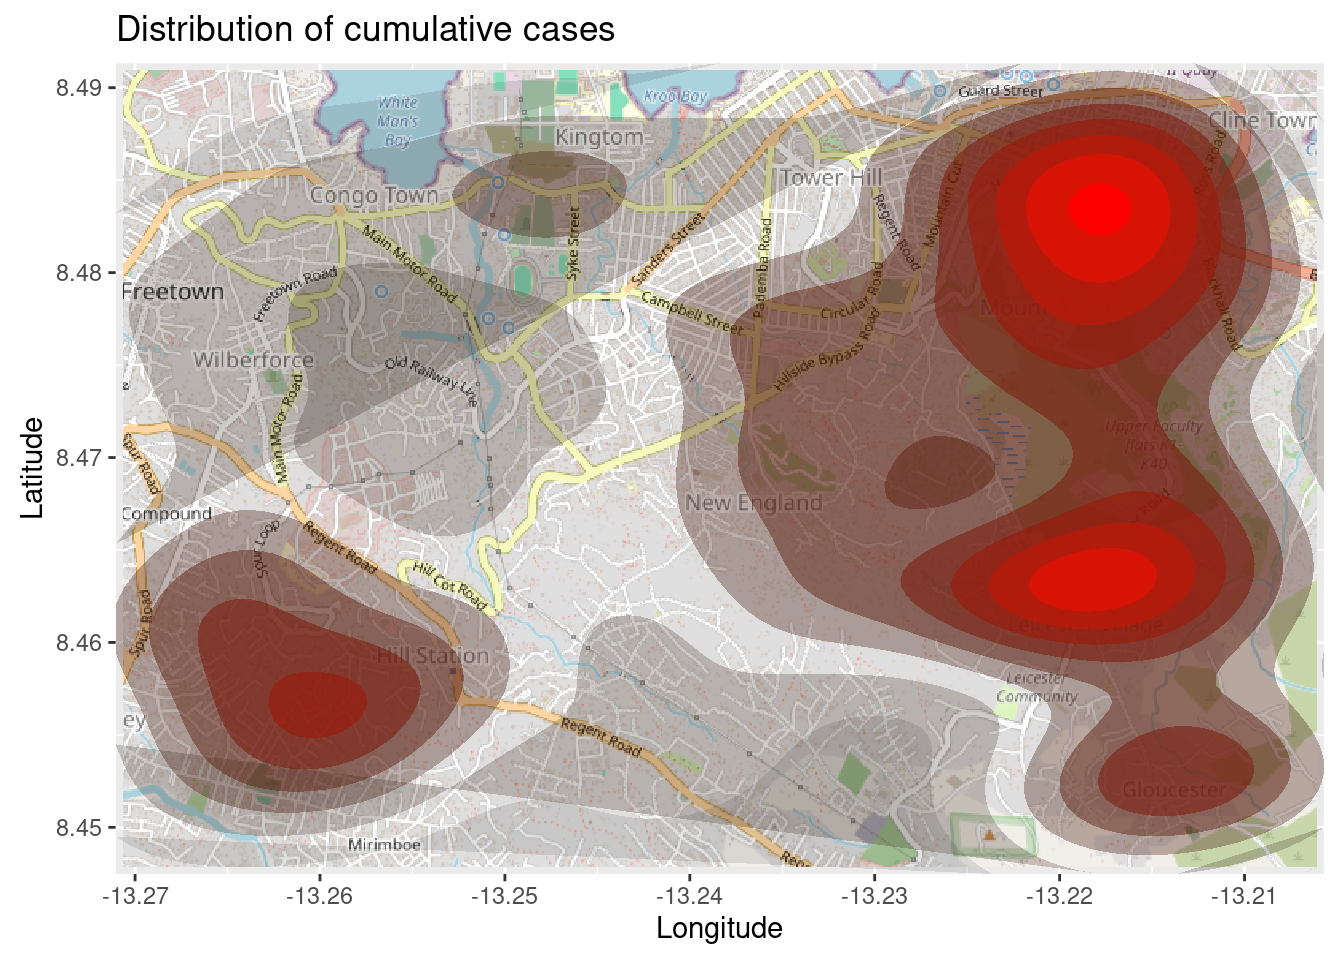 Distribution of cumulative cases
8.49
8.48
8.47
8.46
8.45
Latitude
White
Man's
Bay
Kroo Bay
Guard Street
Kingtom
Cline Town
Congo Town
Tower Hill
Main Motor Road
Syke Street
Sanders Street
Regent Road
Mountain Cut
Freetown
Freetown Road
Campbell Street
Pademba Road
Circular Road
Wilberforce
Old Railway Line
Hillside Bypass Road
Main Motor Road
Spur Road
Upper Faculty
flats K1-
K40
New England
Compound
Spur Loop
Regent Road
Hill Cot Road
Spur Road
Hill Station
Leicester
Community
ey
Regent Road
Gloucester
Mirimboe
-13.27
-13.26
-13.25
-13.24
-13.23
-13.22
-13.21
Longitude